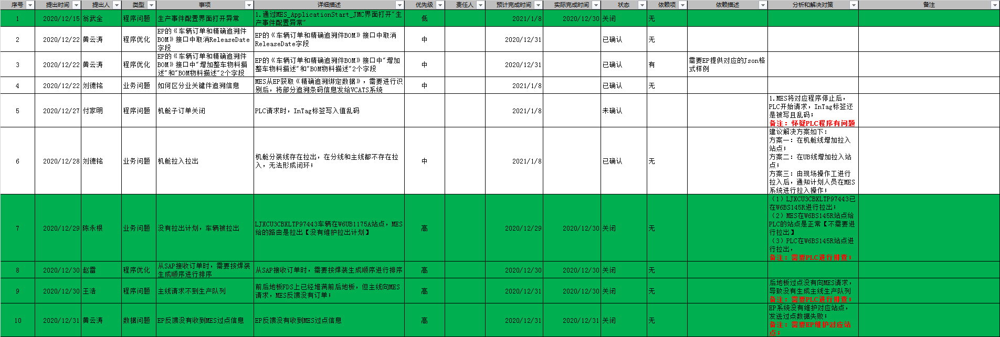 序号 提出时间 提出人 类型 事项 详细描述 优先级 责任人 预计完成时间 实际完成时间 状态 依赖项 依赖描述 分析和解决对策 备注
1 2020/12/15 翁武全 程序问题 生产事件配置界面打开异常
1.通过MES_ApplicationStart_JMC界面打开"生
产事件配置异常"
低 2021/1/8 2020/12/30 关闭 无
2 2020/12/22 黄云涛 程序优化
EP的《车辆订单和精确追溯件
BOM》接口中取消ReleaseDate
字段
EP的《车辆订单和精确追溯件BOM》接口中取消
ReleaseDate字段
中 2020/12/31 已确认 无
3 2020/12/22 黄云涛 程序优化
EP的《车辆订单和精确追溯件
BOM》接口中"增加整车物料描
述"和"BOM物料描述"2个字段
EP的《车辆订单和精确追溯件BOM》接口中"增加
整车物料描述"和"BOM物料描述"2个字段
中 2020/12/31 已确认 有
需要EP提供对应的Json格
式样例
4 2020/12/22 刘德铭 业务问题 如何区分业关键件追溯信息
MES从EP获取《精确追溯绑定数据》,需要进行识
别后,将部分追溯条码信息发给VCATS系统
中 2021/1/8 已确认 无
5 2020/12/27 付家明 程序问题 机舱子订单关闭 PLC请求时,InTag标签写入值乱码 2021/1/8 未确认
1.MES将对应程序停止后,
PLC开始请求,InTag标签还
是被写且乱码;
备注:怀疑PLC程序有问题
6 2020/12/28 刘德铭 业务问题 机舱拉入拉出
机舱分装线存在拉出,在分线和主线都不存在拉
入,无法形成闭环;
中 2021/1/8 已确认 无
建议解决方案如下:
方案一:在机舱线增加拉入
站点;
方案二:在UB线增加拉入站
点;
方案三:由现场操作工进行
拉入后,通知计划人员在MES
系统进行拉入操作;
7 2020/12/29 陈永根 业务问题 没有拉出计划,车辆被拉出
LJXCU3CBXLTP97443车辆在W6UB1175A站点,MES
给的路由是拉出【没有维护拉出计划】
高 2020/12/29 2020/12/30 关闭 无
(1)LJXCU3CBXLTP97443已
在W6BS145R进行拉出;
(2)MES在W6BS145R站点给
PLC的站点是正常【不需要进
行拉出】
(3)PLC在W6BS145R站点进
行拉出,
备注:需要PLC进行排查;
8 2020/12/30 赵雷 程序优化
从SAP接收订单时,需要按焊装
生成顺序进行排序
从SAP接收订单时,需要按焊装生成顺序进行排序
高 2020/12/30 2020/12/30 关闭 无
9 2020/12/30 王浩 程序问题 主线请求不到生产队列
前后地板FDS上已经堆满前后地板,但主线向MES
请求,MES反馈没有订单;
高 2020/12/31 2020/12/30 关闭 无
后地板过点没有向MES请求,
导致没有生成主线生产队列
备注:需要PLC进行排查;
10 2020/12/31 黄云涛 数据问题 EP反馈没有收到MES过点信息 EP反馈没有收到MES过点信息 高 2020/12/31 2020/12/31 关闭 无
EP系统没有维护对应站点,
发送过点数据失败;
备注:需要EP维护对应站
点;